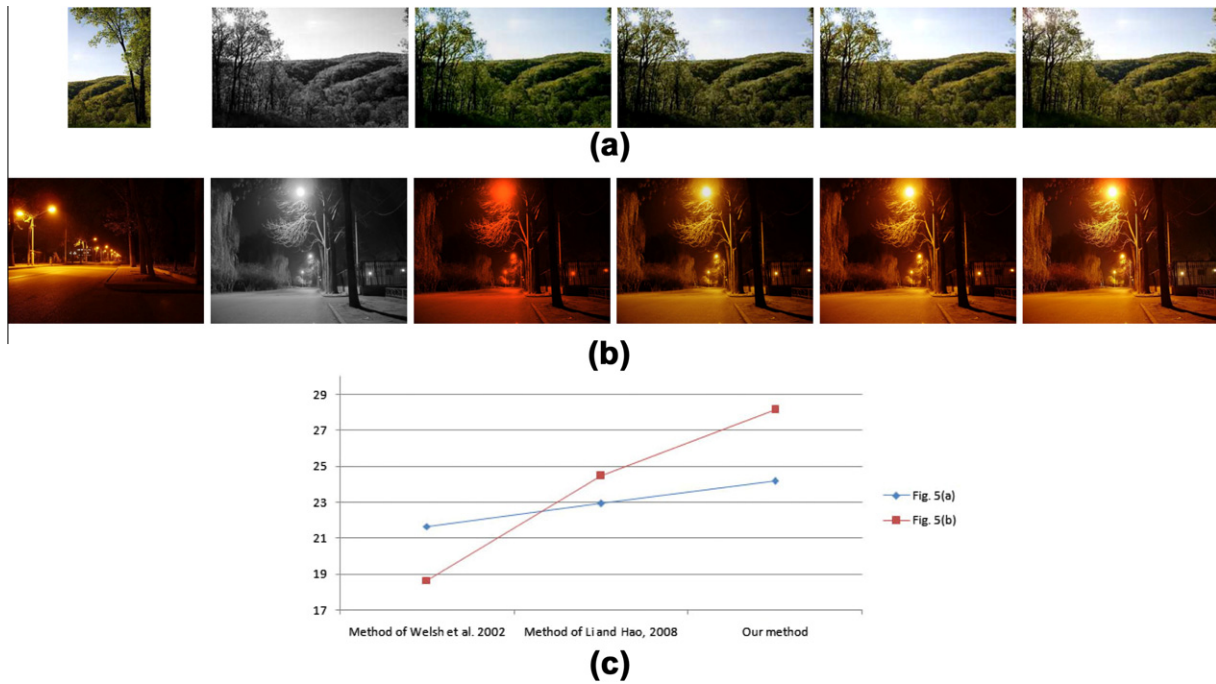 (a)
(b)
29
27
25
23
21
19
17
Fig. 5(a)
Fig. 5(b)
Method of Welsh et al. 2002 Method of Li and Hao, 2008 Our method
(c)